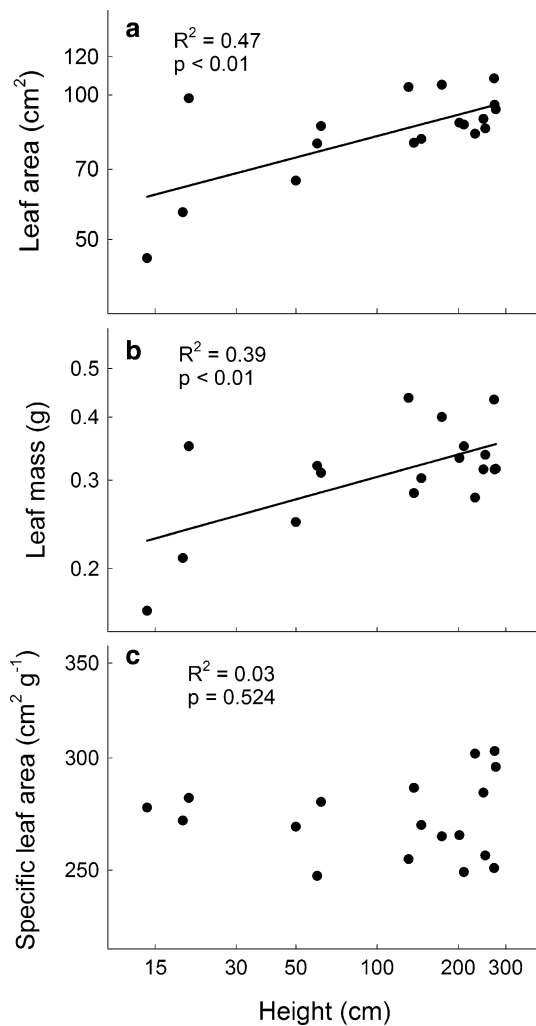 a
R² = 0.47
p < 0.01
120
100
70
50
Leaf area (cm²)
b
R² = 0.39
p < 0.01
0.5
0.4
0.3
0.2
Leaf mass (g)
c
R² = 0.03
p = 0.524
350
300
250
Specific leaf area (cm² g⁻¹)
15 30 50 100 200 300
Height (cm)